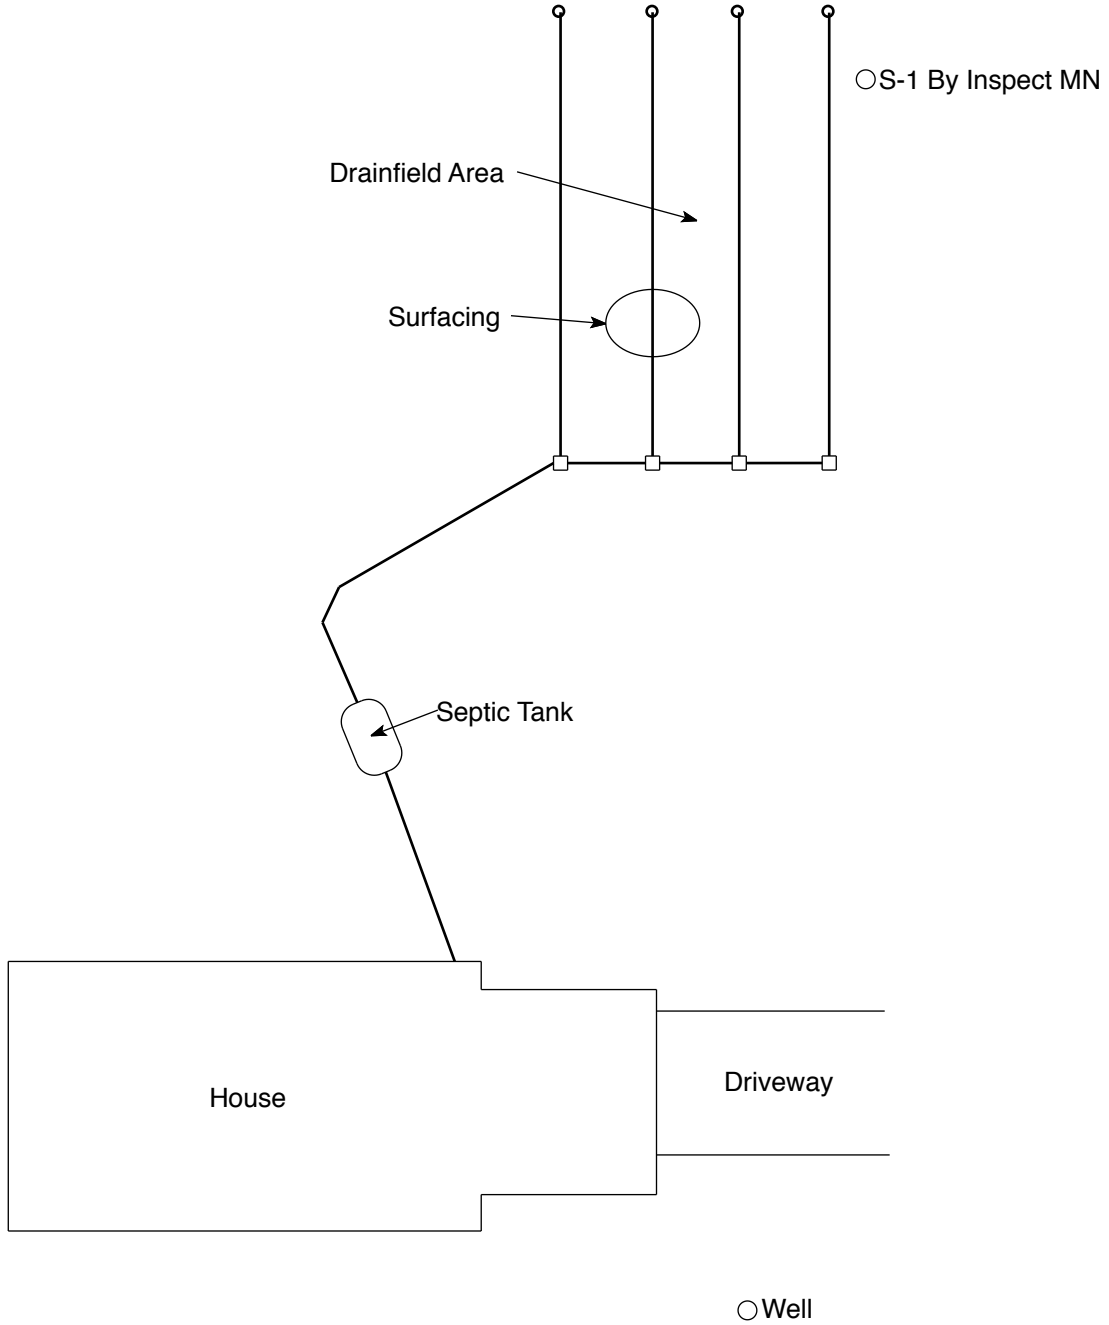 S-1 By Inspect MN
Drainfield Area
Surfacing
Septic Tank
House
Driveway
Well